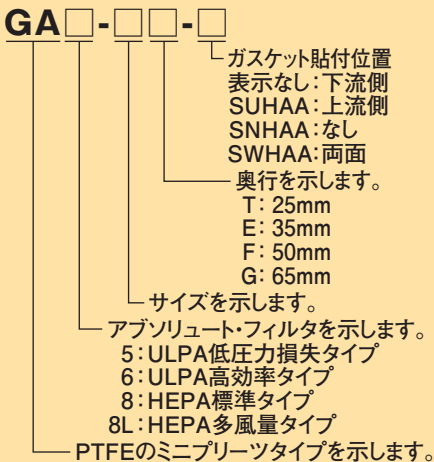 GA□-□□-□
ガスケット貼付位置
表示なし：下流側
SUHAA：上流側
SNHAA：なし
SWHAA：両面
奥行を示します。
T：25mm
E：35mm
F：50mm
G：65mm
サイズを示します。
アブソリュート・フィルタを示します。
5：ULPA低圧力損失タイプ
6：ULPA高効率タイプ
8：HEPA標準タイプ
8L：HEPA多風量タイプ
PTFEのミニプリーツタイプを示します。